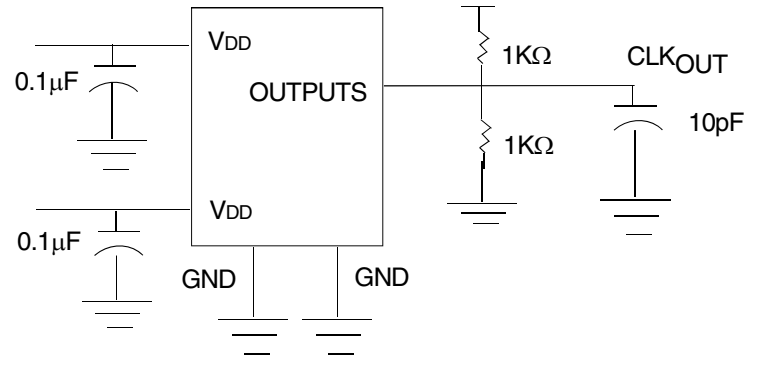 VDD
0.1µF
OUTPUTS
1KΩ
CLKOUT
10pF
1KΩ
VDD
0.1µF
GND
GND